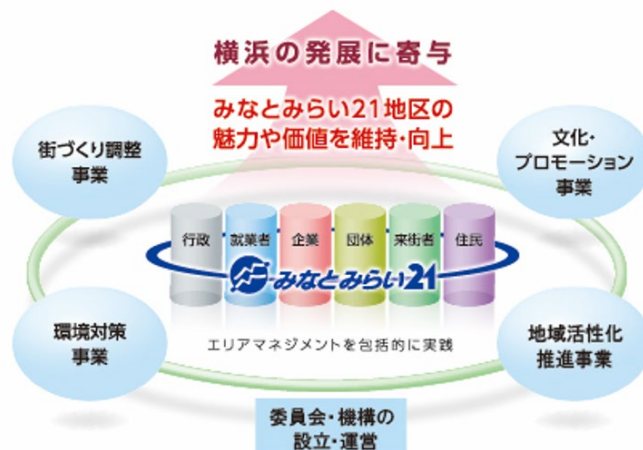 横浜の発展に寄与
みなとみらい21地区の
魅力や価値を維持・向上
街づくり調整
事業
文化・
プロモーション
事業
行政
就業者
企業
団体
来街者
住民
みなとみらい21
エリアマネジメントを包括的に実践
環境対策
事業
地域活性化
推進事業
委員会・機構の
設立・運営